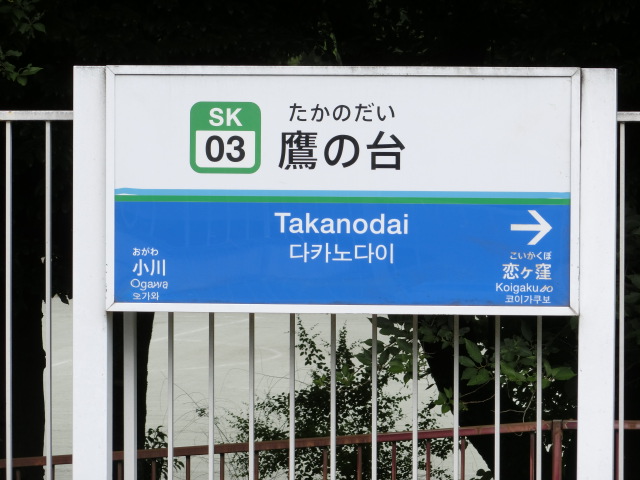 SK
03
たかのだい
鷹の台
Takanodai
다카노다이
→
おがわ
小川
Ogawa
오가와
こいがくぼ
恋ヶ窪
Koigakubo
코이가쿠보